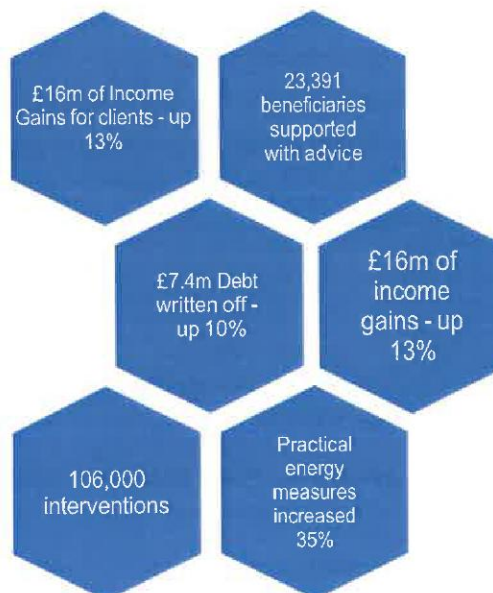 £16m of Income
Gains for clients - up
13%
23,391
beneficiaries
supported
with advice
£7.4m Debt
written off -
up 10%
£16m of
income
gains - up
13%
106,000
interventions
Practical
energy
measures
increased
35%